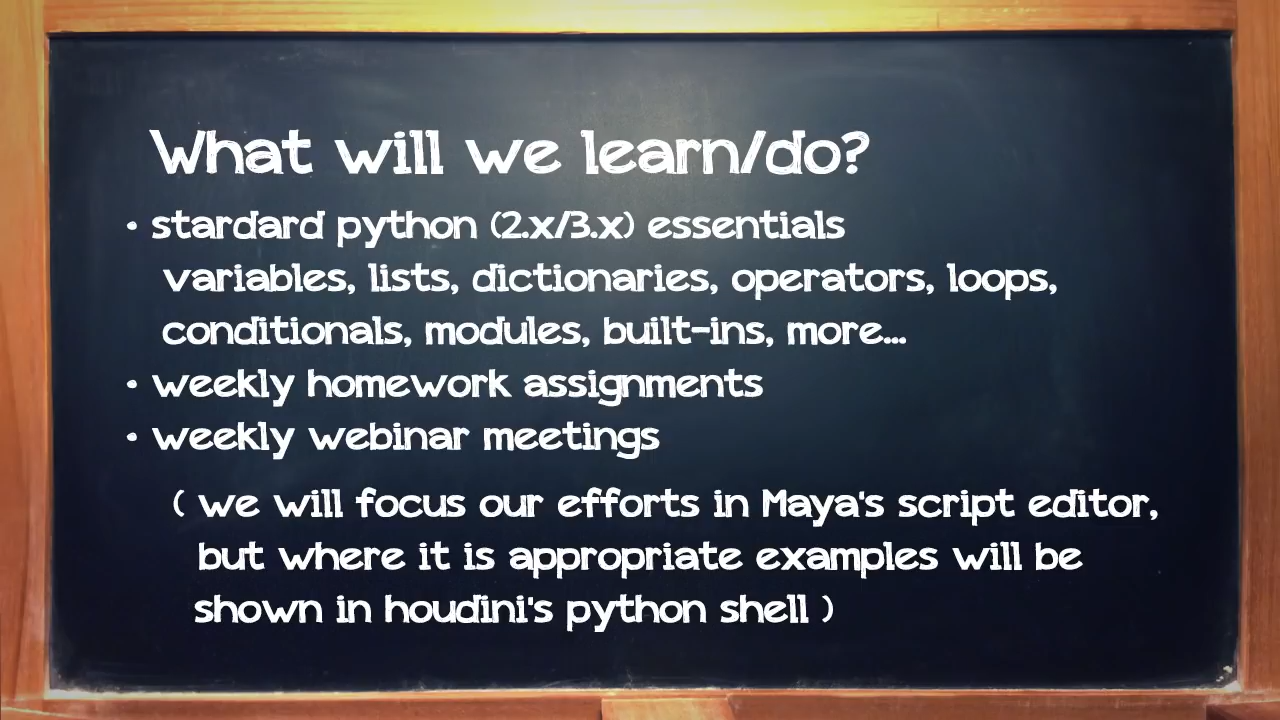 What will we learn/do?
• stardard python (2.x/3.x) essentials
variables, lists, dictionaries, operators, loops,
conditionals, modules, built-ins, more...
• weekly homework assignments
• weekly webinar meetings
( we will focus our efforts in Maya's script editor,
but where it is appropriate examples will be
shown in houdini's python shell )